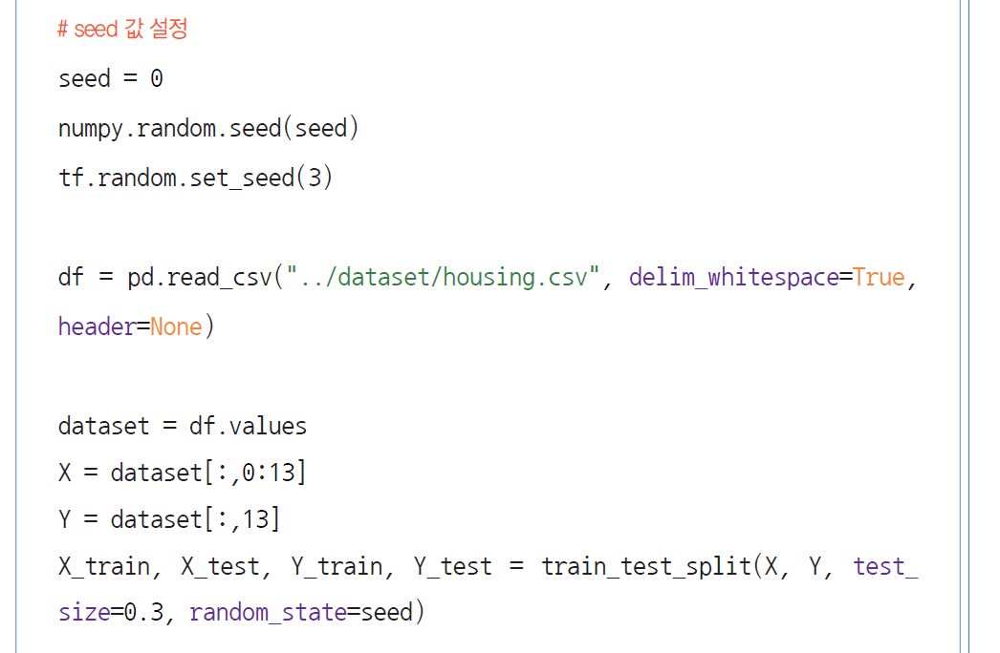 # seed 값 설정
seed = 0
numpy.random.seed(seed)
tf.random.set_seed(3)
df = pd.read_csv("../dataset/housing.csv", delim_whitespace=True,
header=None)
dataset = df.values
X = dataset[:,0:13]
Y = dataset[:,13]
X_train, X_test, Y_train, Y_test = train_test_split(X, Y, test_
size=0.3, random_state=seed)